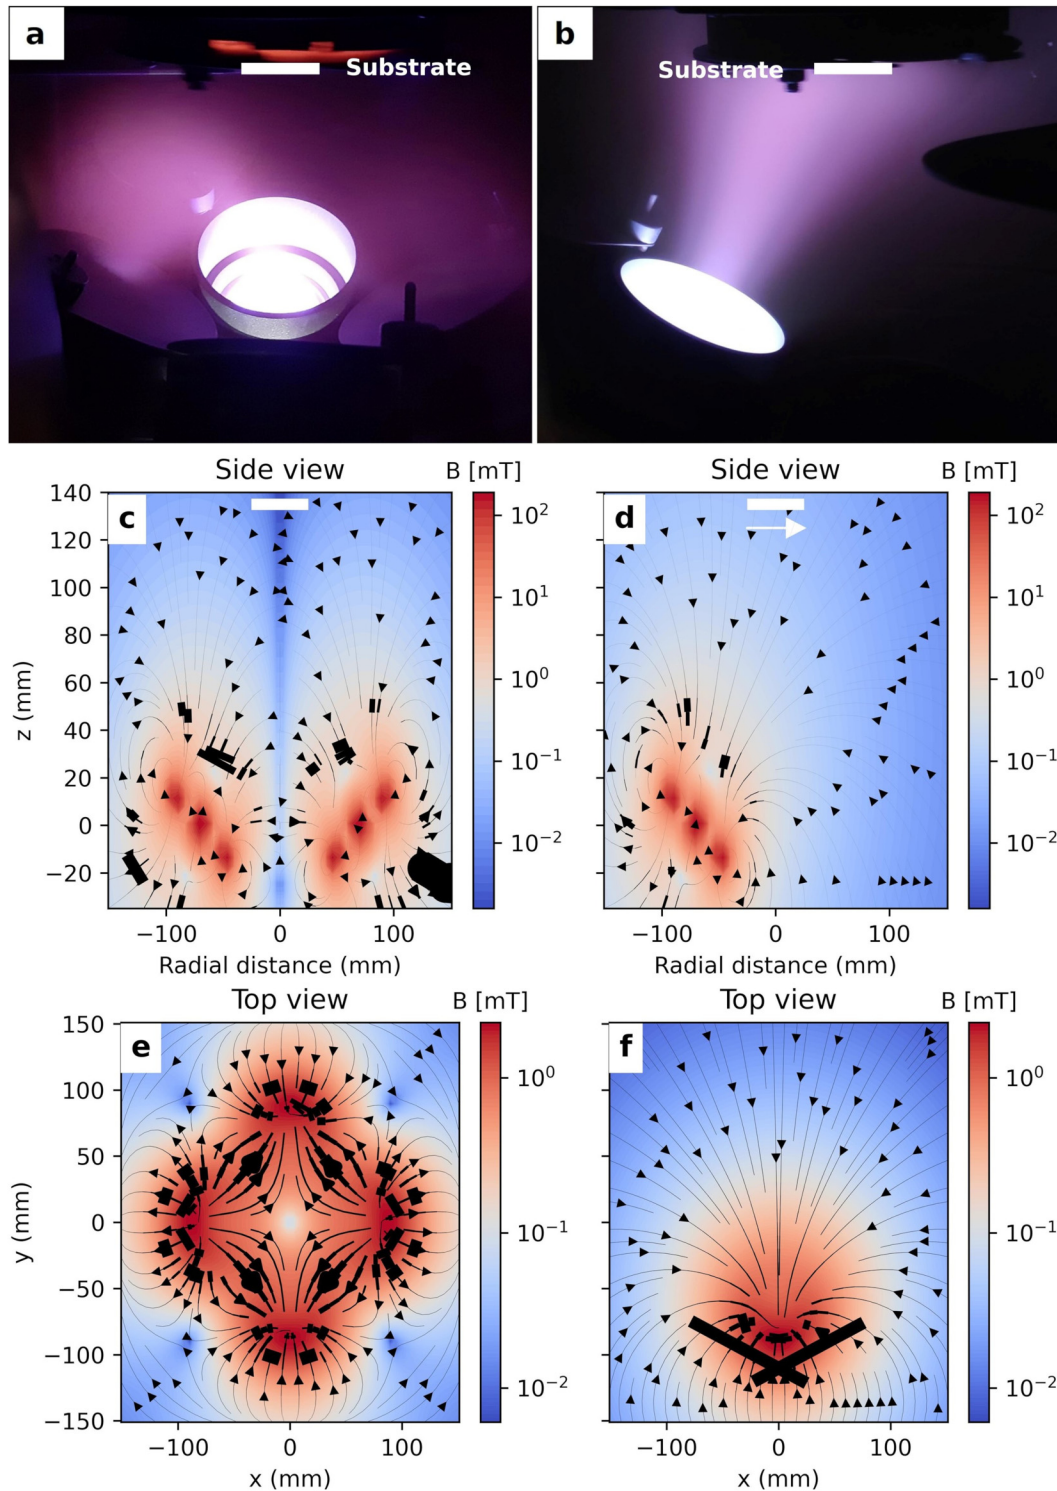 a
Substrate
b
Substrate
Side view
B [mT]
c
140
120
100
80
60
40
20
0
−20
z (mm)
−100
0
100
Radial distance (mm)
10²
10¹
10⁰
10⁻¹
10⁻²
Side view
B [mT]
d
−100
0
100
Radial distance (mm)
10²
10¹
10⁰
10⁻¹
10⁻²
Top view
B [mT]
e
150
100
50
0
−50
−100
−150
y (mm)
−100
0
100
x (mm)
10⁰
10⁻¹
10⁻²
Top view
B [mT]
f
−100
0
100
x (mm)
10⁰
10⁻¹
10⁻²